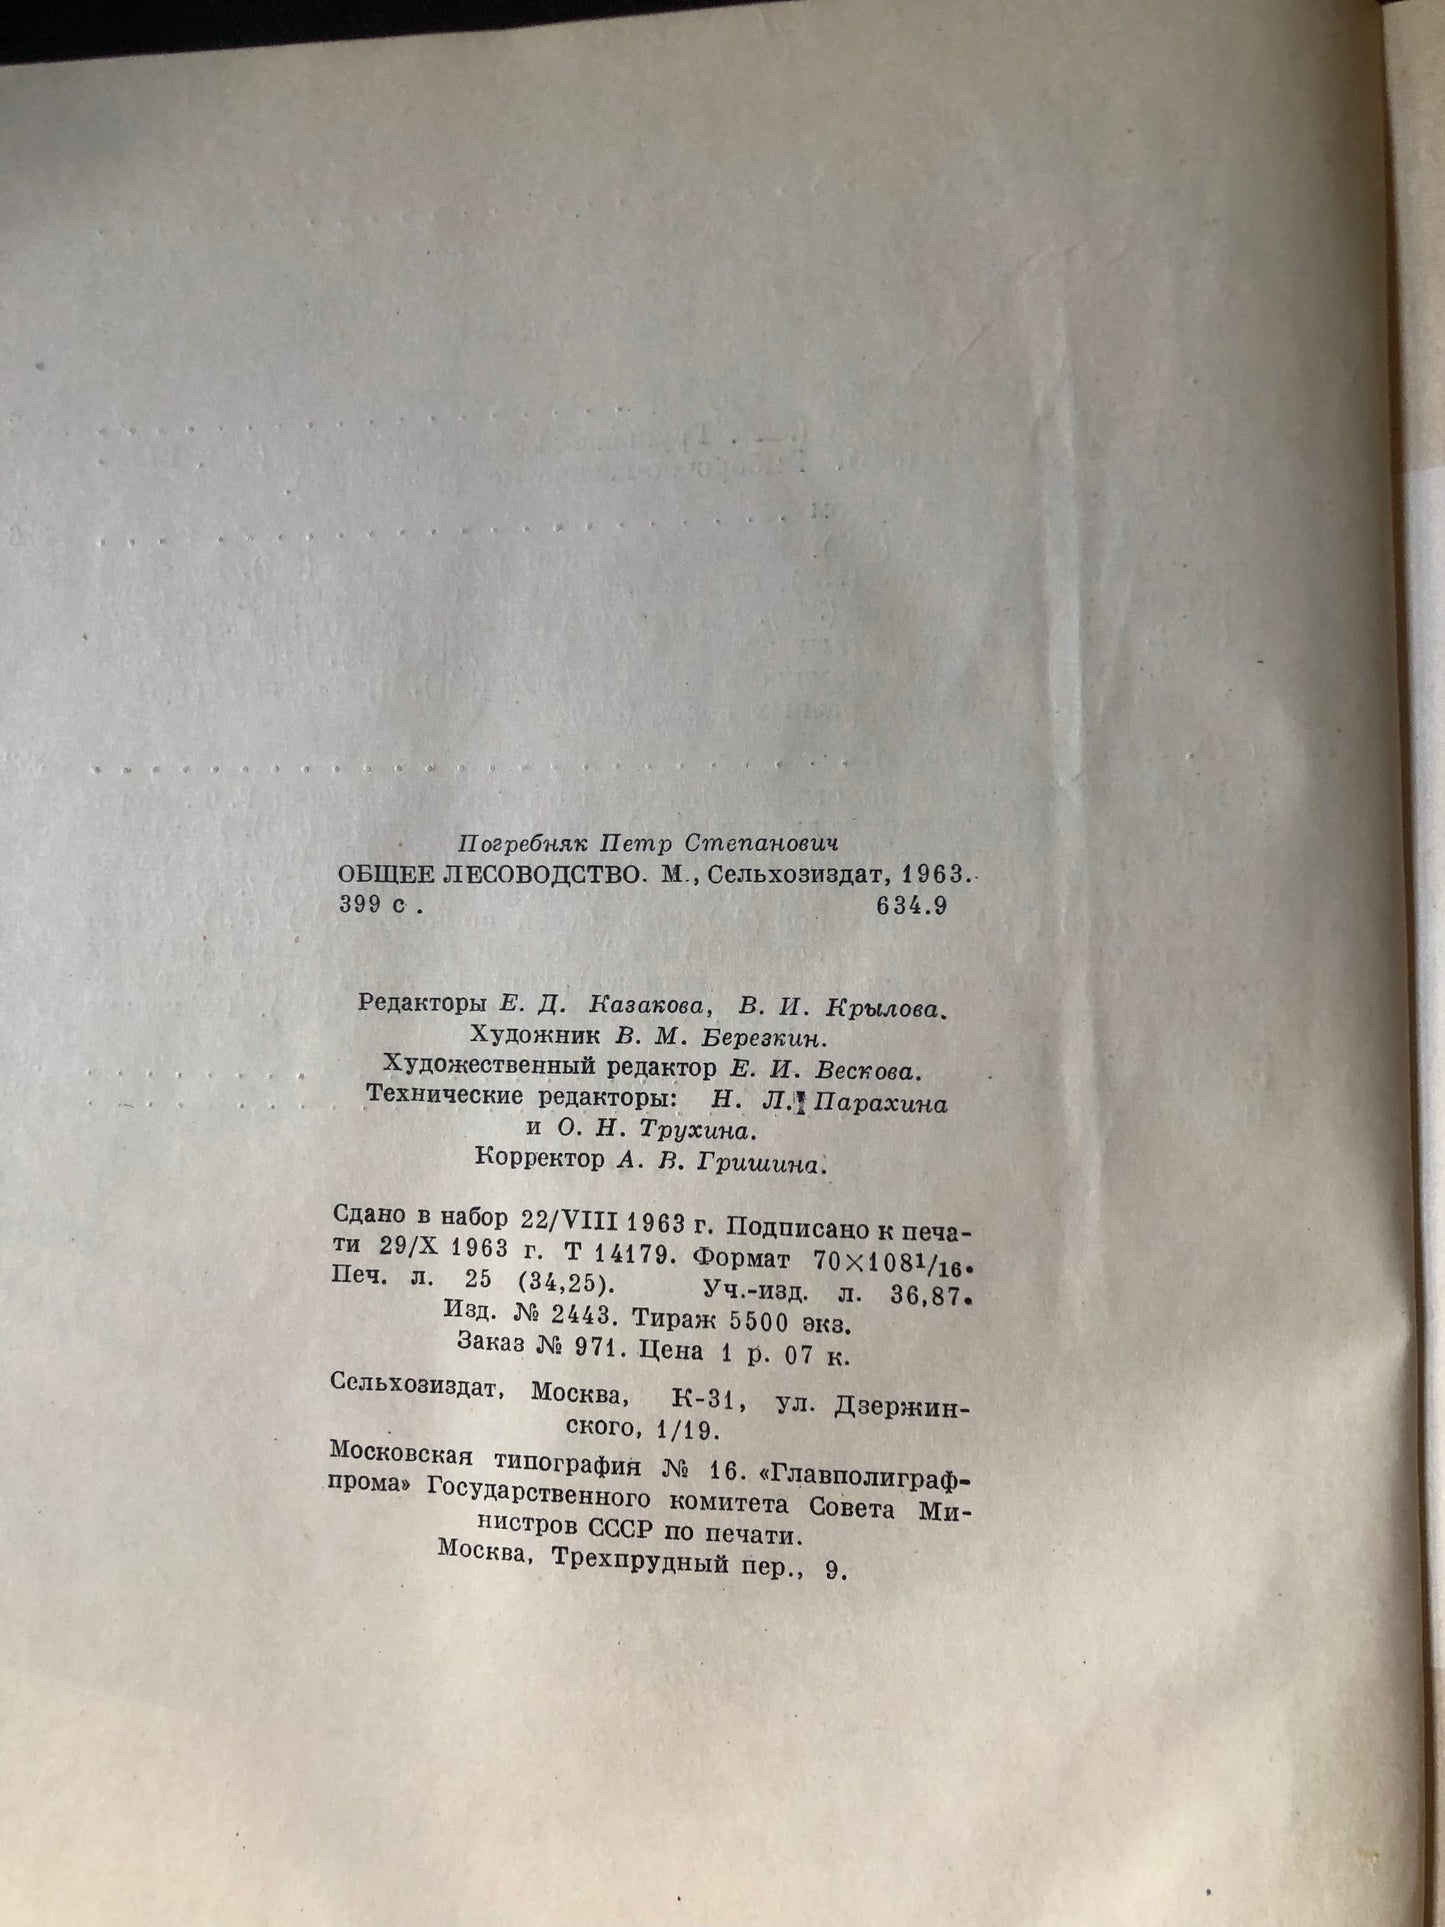 Погребняк Петр Степанович
ОБЩЕЕ ЛЕСОВОДСТВО. М., Сельхозиздат, 1963.
399 с. 634.9
Редакторы Е. Д. Казакова, В. И. Крылова.
Художник В. М. Березкин.
Художественный редактор Е. И. Вескова.
Технические редакторы: Н. Л. Парахина
и О. Н. Трухина.
Корректор А. В. Гришина.
Сдано в набор 22/VIII 1963 г. Подписано к печа-
ти 29/X 1963 г. Т 14179. Формат 70×108¹/₁₆.
Печ. л. 25 (34,25). Уч.-изд. л. 36,87.
Изд. № 2443. Тираж 5500 экз.
Заказ № 971. Цена 1 р. 07 к.
Сельхозиздат, Москва, К-31, ул. Дзержин-
ского, 1/19.
Московская типография № 16. «Главполиграф-
прома» Государственного комитета Совета Ми-
нистров СССР по печати.
Москва, Трехпрудный пер., 9.